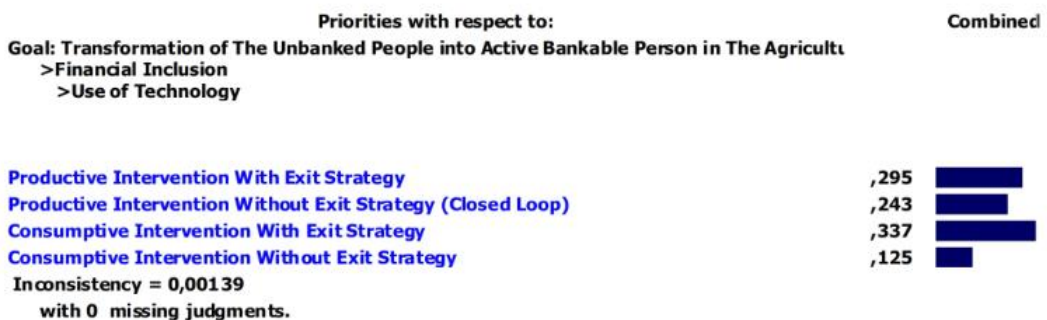 Priorities with respect to: Combined
Goal: Transformation of The Unbanked People into Active Bankable Person in The Agricultu
>Financial Inclusion
>Use of Technology
Productive Intervention With Exit Strategy ,295
Productive Intervention Without Exit Strategy (Closed Loop) ,243
Consumptive Intervention With Exit Strategy ,337
Consumptive Intervention Without Exit Strategy ,125
Inconsistency = 0,00139
with 0 missing judgments.